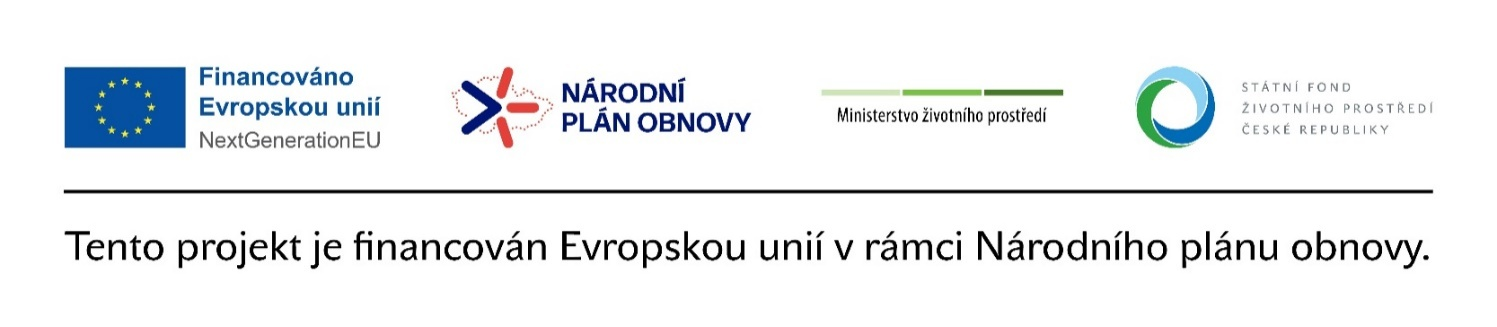 Financováno
Evropskou unií
NextGenerationEU
NÁRODNÍ
PLÁN OBNOVY
Ministerstvo životního prostředí
STÁTNÍ FOND
ŽIVOTNÍHO PROSTŘEDÍ
ČESKÉ REPUBLIKY
Tento projekt je financován Evropskou unií v rámci Národního plánu obnovy.